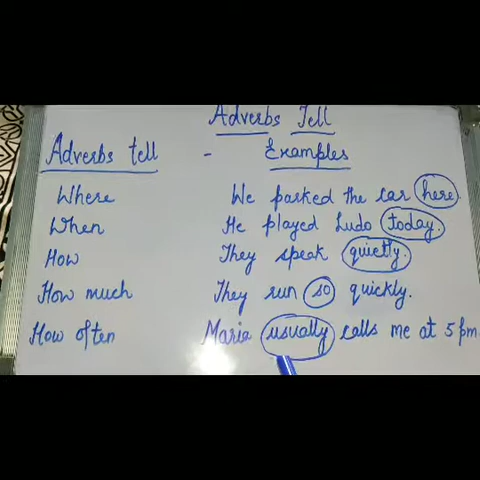 Adverbs Tell
Adverbs tell - Examples
Where We parked the car here.
When He played Ludo today.
How They speak quietly.
How much They run so quickly.
How often Marie usually calls me at 5 pm